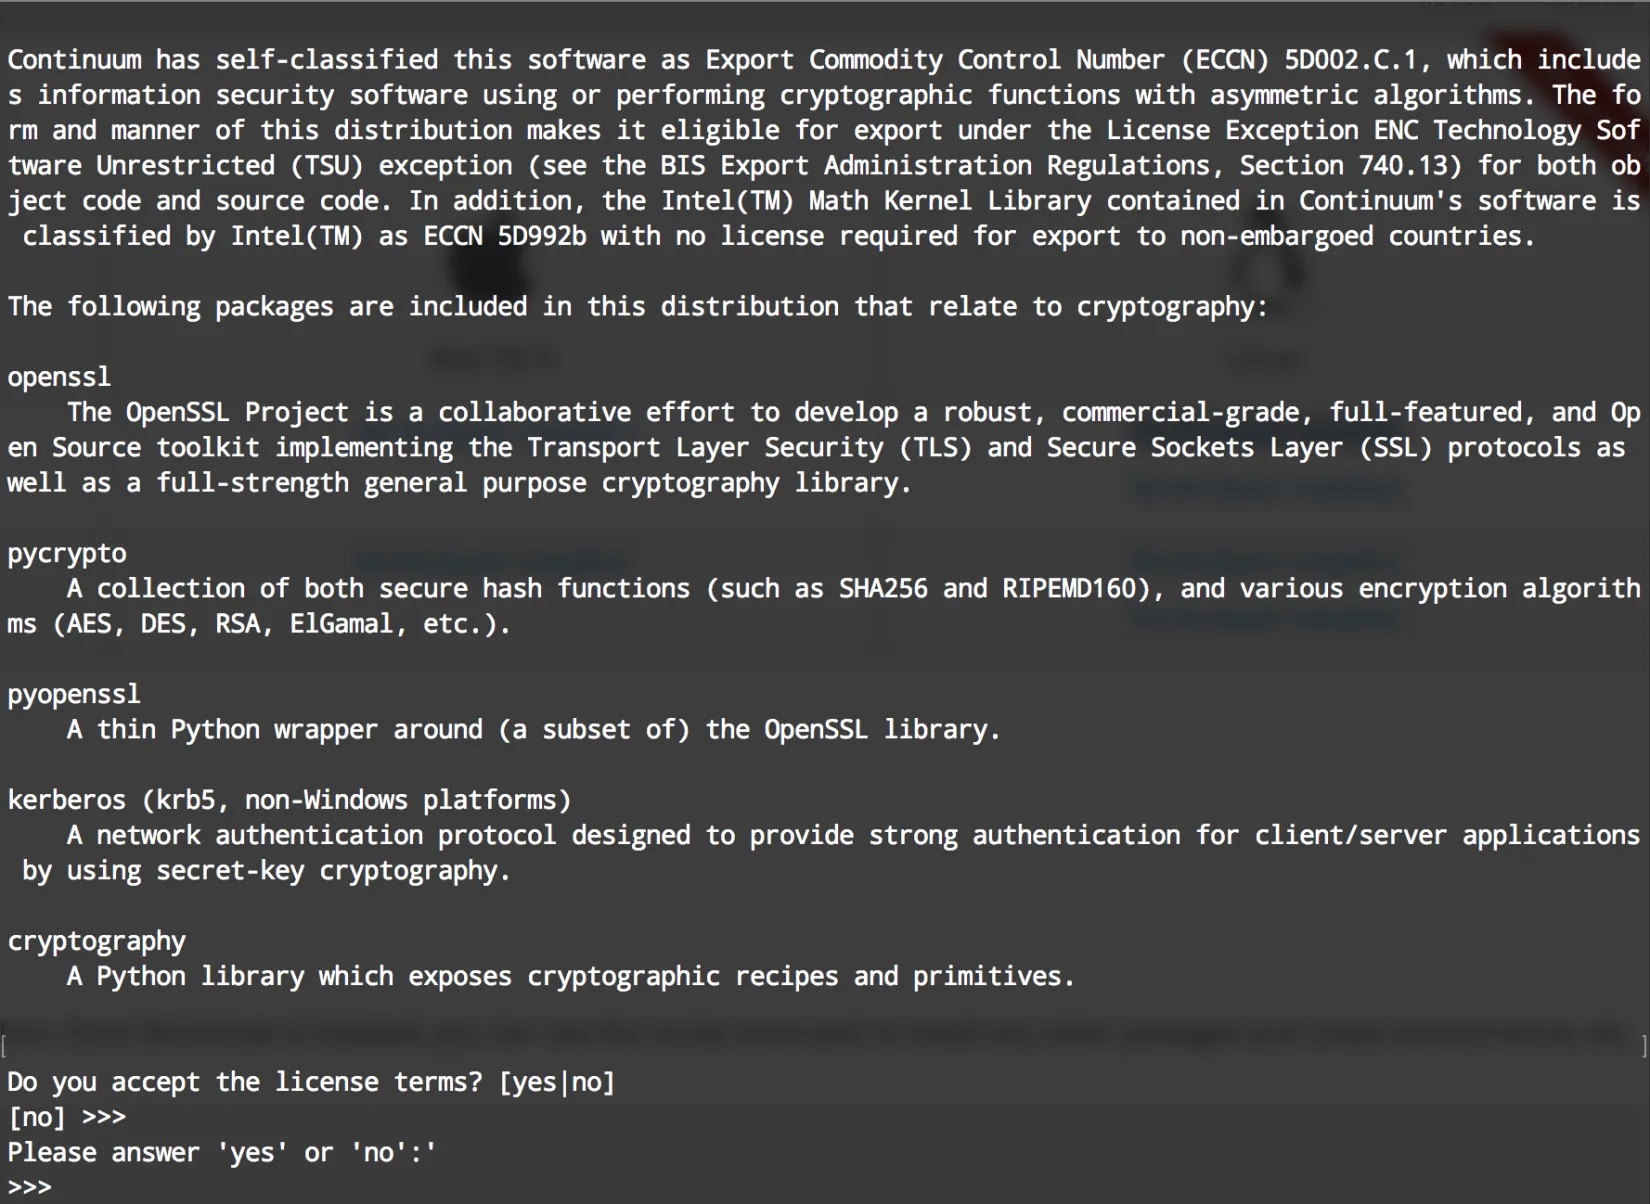 Continuum has self-classified this software as Export Commodity Control Number (ECCN) 5D002.C.1, which include
s information security software using or performing cryptographic functions with asymmetric algorithms. The fo
rm and manner of this distribution makes it eligible for export under the License Exception ENC Technology Sof
tware Unrestricted (TSU) exception (see the BIS Export Administration Regulations, Section 740.13) for both ob
ject code and source code. In addition, the Intel(TM) Math Kernel Library contained in Continuum's software is
 classified by Intel(TM) as ECCN 5D992b with no license required for export to non-embargoed countries.

The following packages are included in this distribution that relate to cryptography:

openssl
    The OpenSSL Project is a collaborative effort to develop a robust, commercial-grade, full-featured, and Op
en Source toolkit implementing the Transport Layer Security (TLS) and Secure Sockets Layer (SSL) protocols as
well as a full-strength general purpose cryptography library.

pycrypto
    A collection of both secure hash functions (such as SHA256 and RIPEMD160), and various encryption algorith
ms (AES, DES, RSA, ElGamal, etc.).

pyopenssl
    A thin Python wrapper around (a subset of) the OpenSSL library.

kerberos (krb5, non-Windows platforms)
    A network authentication protocol designed to provide strong authentication for client/server applications
 by using secret-key cryptography.

cryptography
    A Python library which exposes cryptographic recipes and primitives.

[ ]
Do you accept the license terms? [yes|no]
[no] >>>
Please answer 'yes' or 'no':'
>>>